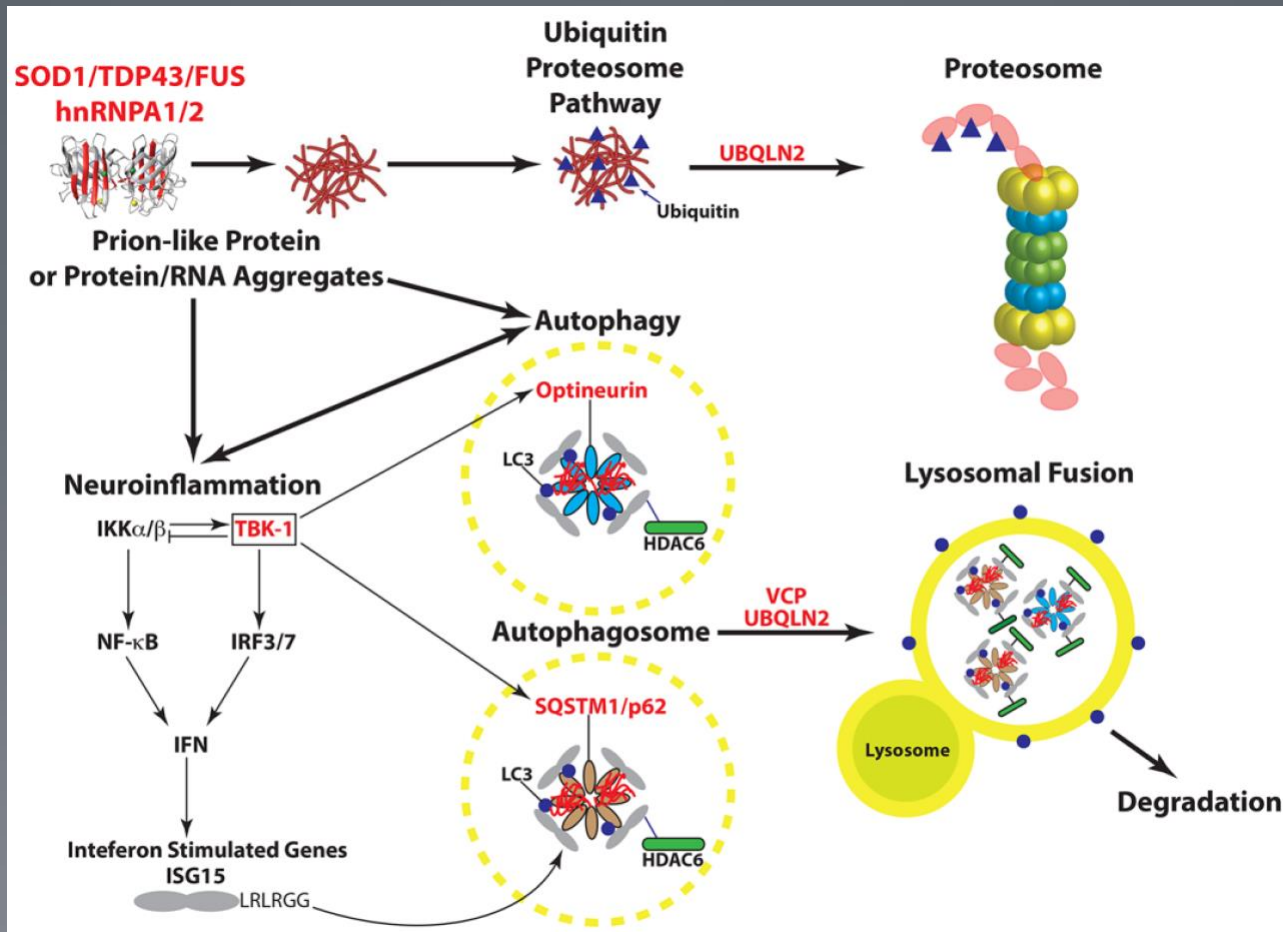 SOD1/TDP43/FUS
hnRNPA1/2
Ubiquitin
Proteosome
Pathway
Proteosome
UBQLN2
Ubiquitin
Prion-like Protein
or Protein/RNA Aggregates
Autophagy
Optineurin
LC3
HDAC6
Neuroinflammation
IKKα/β
TBK-1
NF-κB
IRF3/7
IFN
Inteferon Stimulated Genes
ISG15
LRLRGG
Autophagosome
VCP
UBQLN2
SQSTM1/p62
LC3
HDAC6
Lysosomal Fusion
Lysosome
Degradation